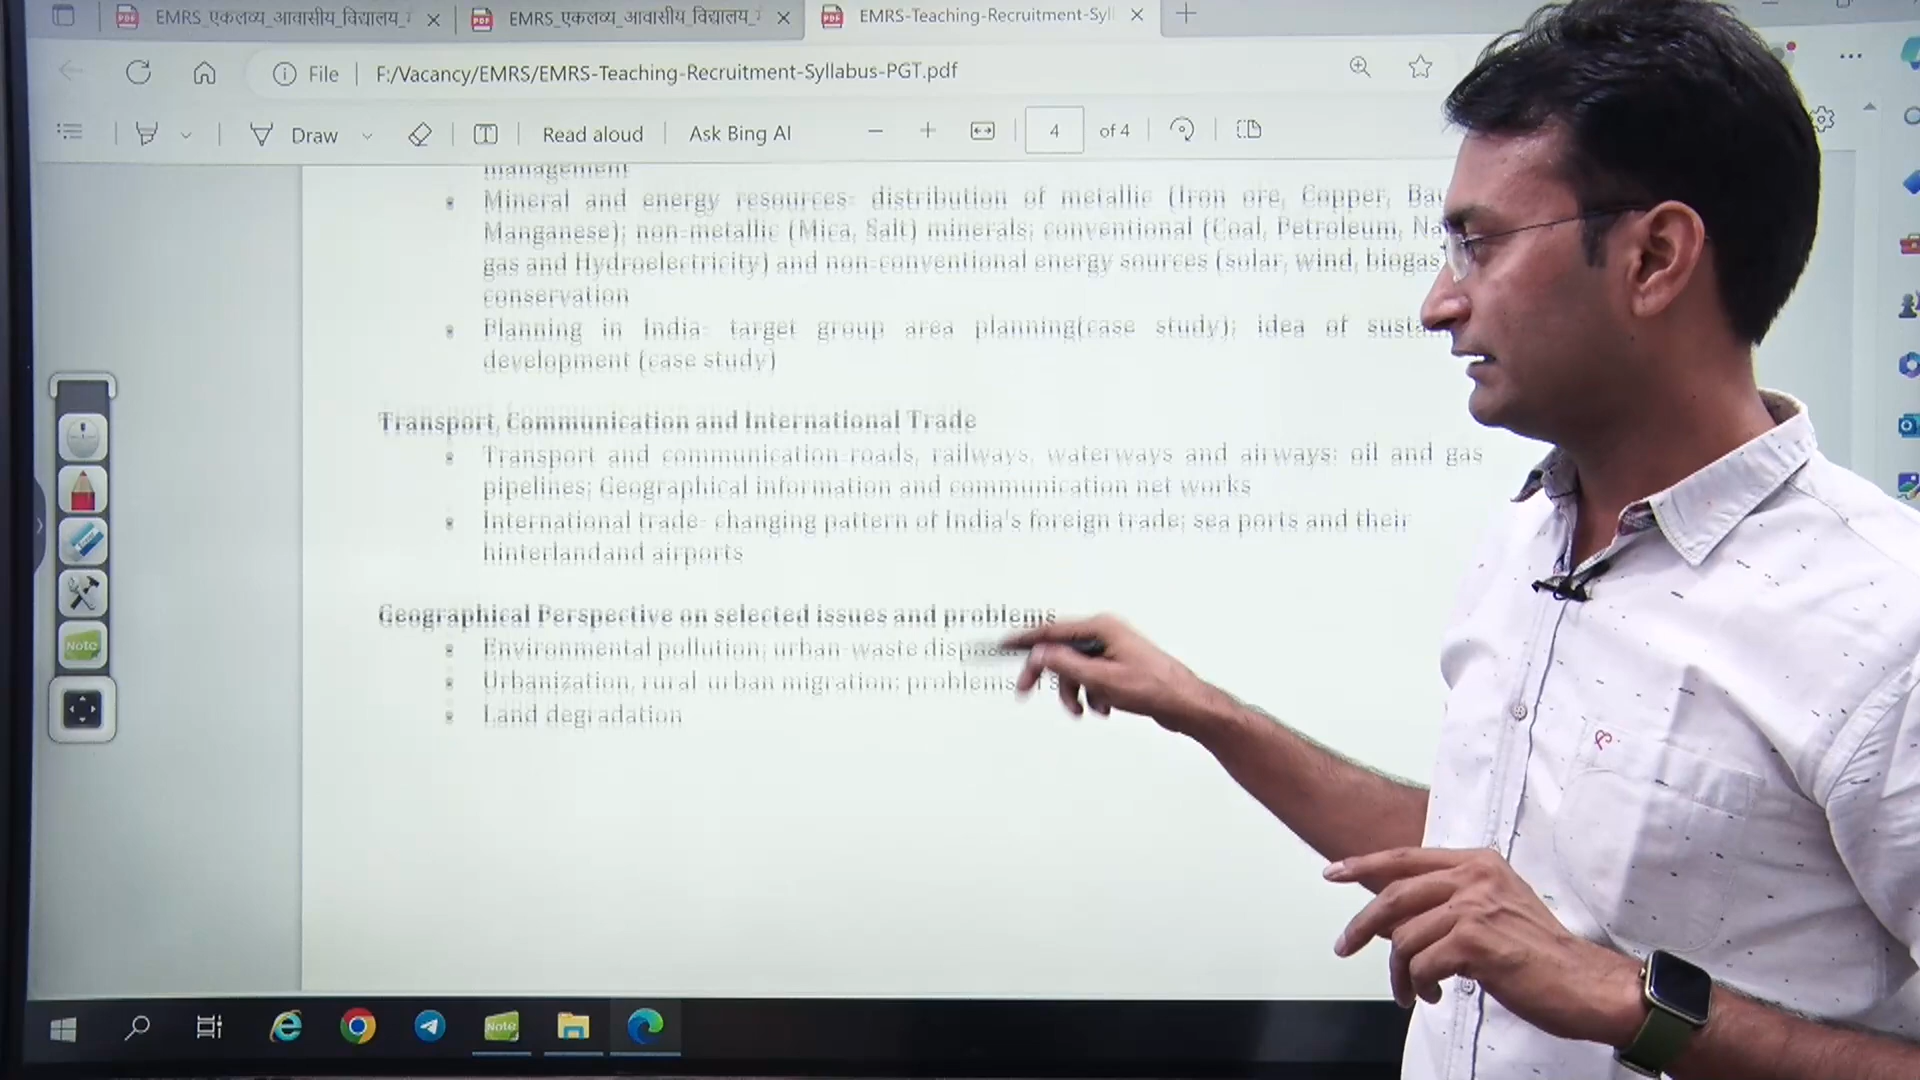 EMRS_एकलव्य_आवासीय_विद्यालय_
EMRS_एकलव्य_आवासीय_विद्यालय_
EMRS-Teaching-Recruitment-Syl
File
F:/Vacancy/EMRS/EMRS-Teaching-Recruitment-Syllabus-PGT.pdf
Draw
Read aloud
Ask Bing AI
4 of 4
management
Mineral and energy resources- distribution of metallic (Iron ore, Copper, Bau
Manganese); non-metallic (Mica, Salt) minerals; conventional (Coal, Petroleum, Na
gas and Hydroelectricity) and non-conventional energy sources (solar, wind, biogas)
conservation
Planning in India- target group area planning(case study); idea of susta
development (case study)
Transport, Communication and International Trade
Transport and communication-roads, railways, waterways and airways: oil and gas
pipelines; Geographical information and communication net works
International trade- changing pattern of India's foreign trade; sea ports and their
hinterlandand airports
Geographical Perspective on selected issues and problems
Environmental pollution; urban-waste disposal
Urbanization, rural-urban migration; problems of s
Land degradation
Note
Note